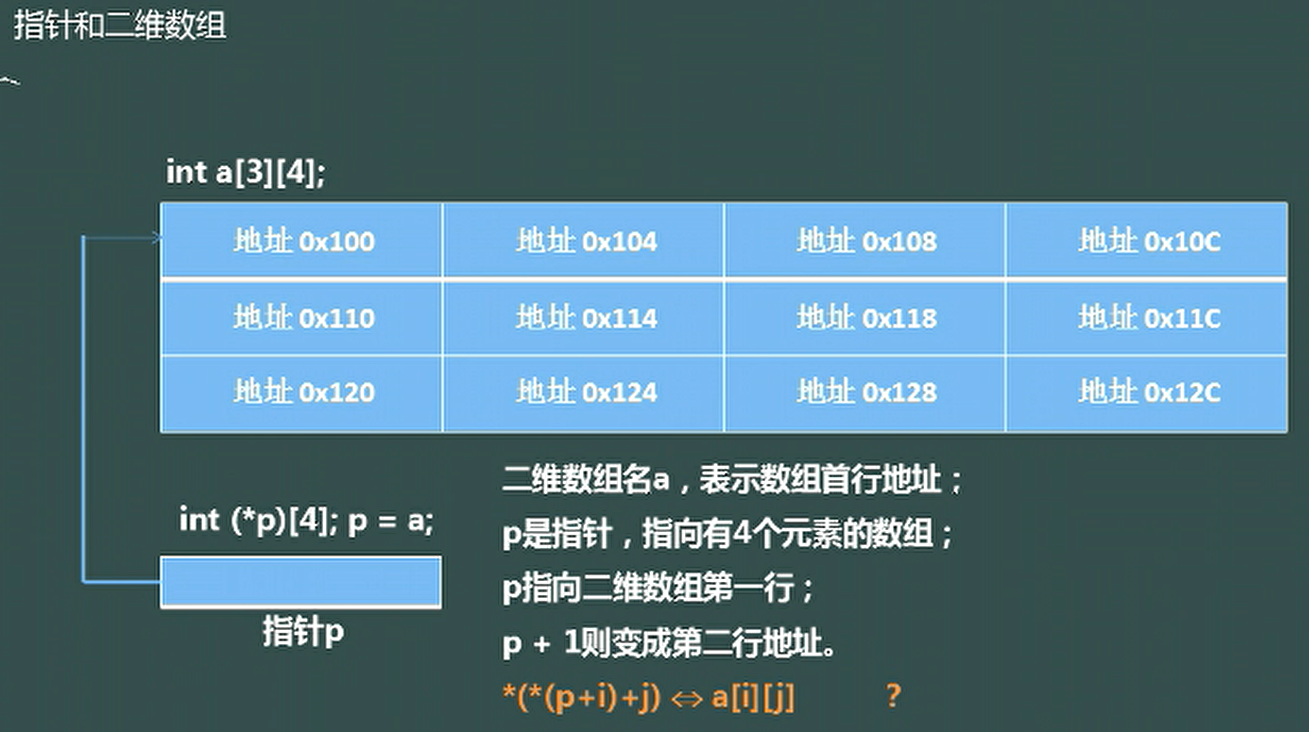 指针和二维数组
int a[3][4];
地址 0x100 地址 0x104 地址 0x108 地址 0x10C
地址 0x110 地址 0x114 地址 0x118 地址 0x11C
地址 0x120 地址 0x124 地址 0x128 地址 0x12C
int (*p)[4]; p = a;
指针p
二维数组名a，表示数组首行地址；
p是指针，指向有4个元素的数组；
p指向二维数组第一行；
p + 1则变成第二行地址。
*(*(p+i)+j) ⇔ a[i][j] ?